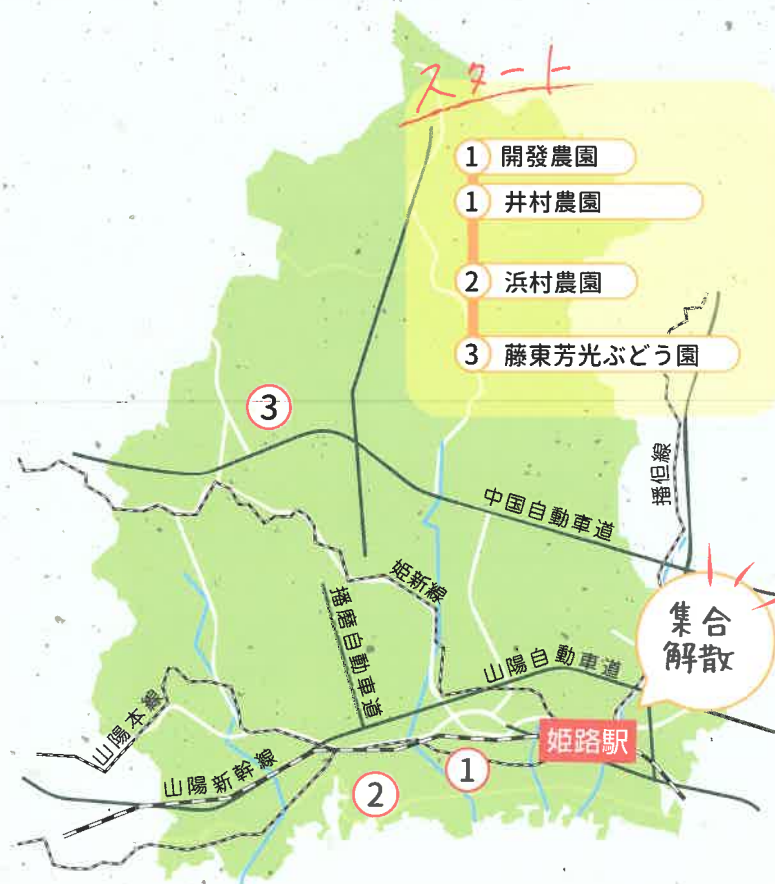 スタート
1 開發農園
1 井村農園
2 浜村農園
3 藤東芳光ぶどう園
3
中国自動車道
播但線
姫新線
播磨自動車道
山陽自動車道
集合
解散
山陽本線
山陽新幹線
姫路駅
1
2